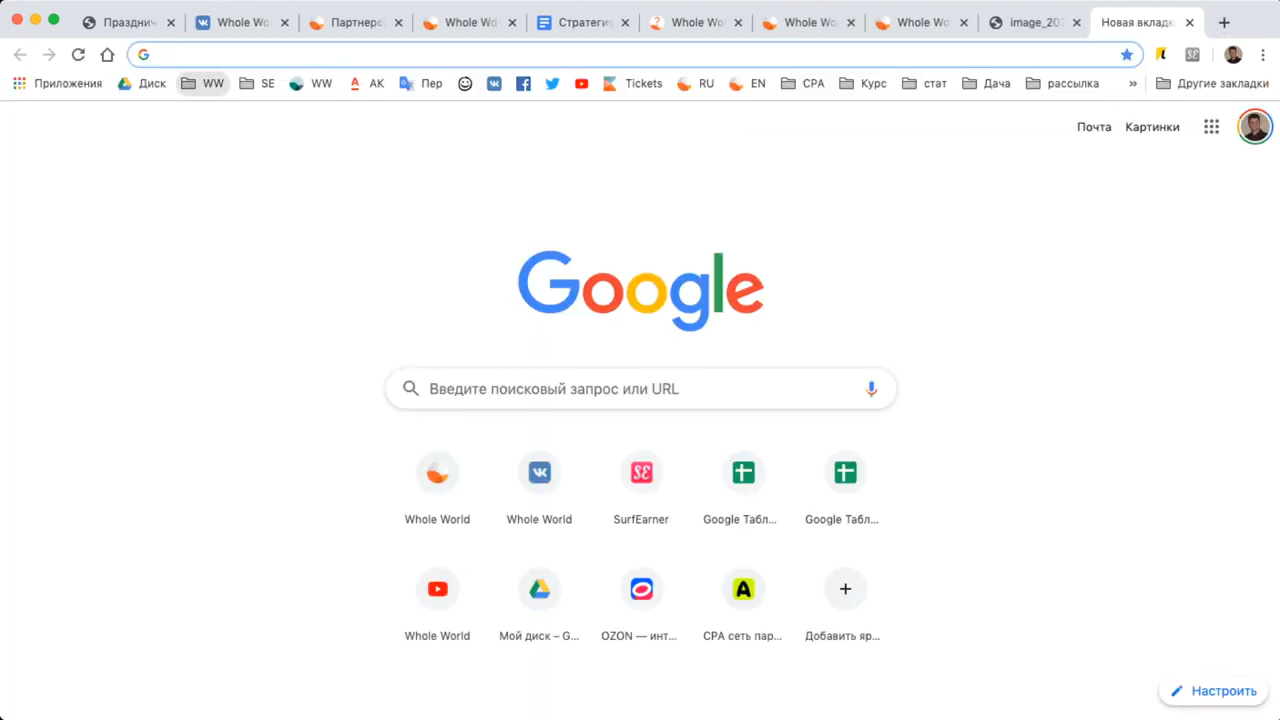 Праздничн
Whole Wo
Партнерс
Whole Wo
Стратеги
Whole Wo
Whole Wo
Whole Wo
image_20
Новая вкладк
Приложения
Диск
WW
SE
WW
АК
Пер
Tickets
RU
EN
CPA
Курс
стат
Дача
рассылка
»
Другие закладки
Почта
Картинки
Google
Введите поисковый запрос или URL
Whole World
Whole World
SurfEarner
Google Табл...
Google Табл...
Whole World
Мой диск – G...
OZON — инт...
CPA сеть пар...
Добавить яр...
Настроить